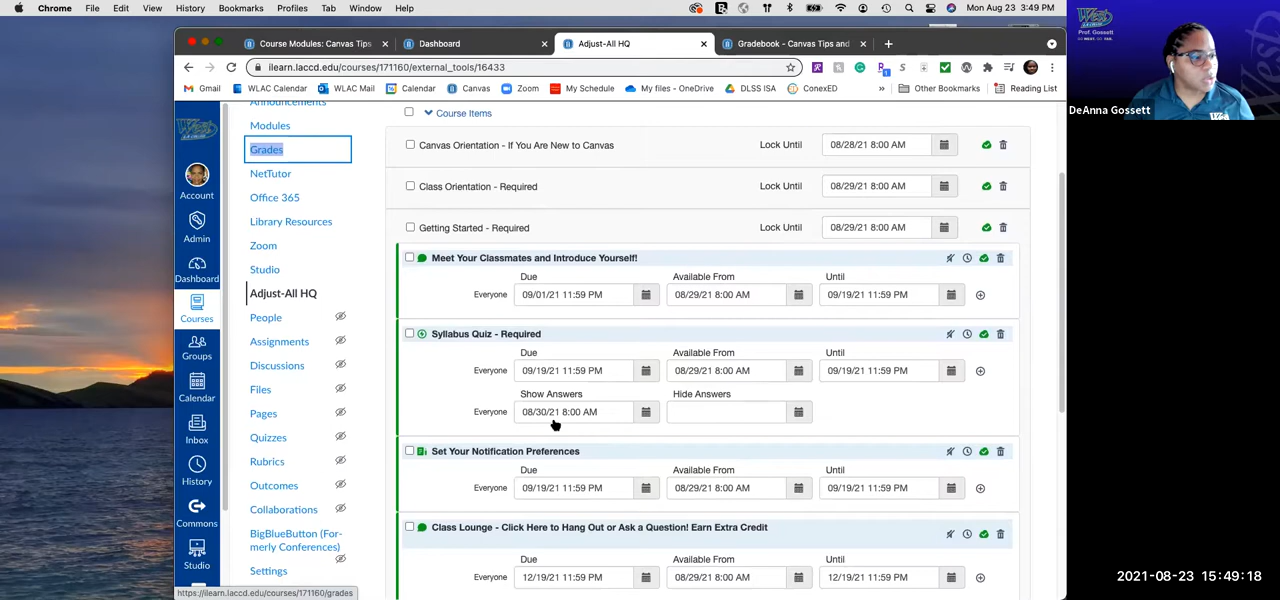 Chrome File Edit View History Bookmarks Profiles Tab Window Help
Mon Aug 23 3:49 PM
Course Modules: Canvas Tips
Dashboard
Adjust-All HQ
Gradebook - Canvas Tips and
ilearn.laccd.edu/courses/171160/external_tools/16433
Gmail WLAC Calendar WLAC Mail Calendar Canvas Zoom My Schedule My files - OneDrive DLSS ISA ConexED » Other Bookmarks Reading List
West
Prof. Gossett
GO WEST. GO FAR.
DeAnna Gossett
Account
Admin
Dashboard
Courses
Groups
Calendar
Inbox
History
Commons
Studio
Announcements
Modules
Grades
NetTutor
Office 365
Library Resources
Zoom
Studio
Adjust-All HQ
People
Assignments
Discussions
Files
Pages
Quizzes
Rubrics
Outcomes
Collaborations
BigBlueButton (For-
merly Conferences)
Settings
https://ilearn.laccd.edu/courses/171160/grades
Course Items
Canvas Orientation - If You Are New to Canvas Lock Until 08/28/21 8:00 AM
Class Orientation - Required Lock Until 08/29/21 8:00 AM
Getting Started - Required Lock Until 08/29/21 8:00 AM
Meet Your Classmates and Introduce Yourself!
Due Available From Until
Everyone 09/01/21 11:59 PM 08/29/21 8:00 AM 09/19/21 11:59 PM
Syllabus Quiz - Required
Due Available From Until
Everyone 09/19/21 11:59 PM 08/29/21 8:00 AM 09/19/21 11:59 PM
Show Answers Hide Answers
Everyone 08/30/21 8:00 AM
Set Your Notification Preferences
Due Available From Until
Everyone 09/19/21 11:59 PM 08/29/21 8:00 AM 09/19/21 11:59 PM
Class Lounge - Click Here to Hang Out or Ask a Question! Earn Extra Credit
Due Available From Until
Everyone 12/19/21 11:59 PM 08/29/21 8:00 AM 12/19/21 11:59 PM
2021-08-23 15:49:18